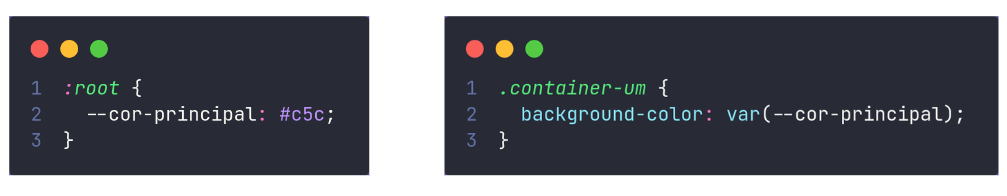 1 :root {
2   --cor-principal: #c5c;
3 }
1 .container-um {
2   background-color: var(--cor-principal);
3 }